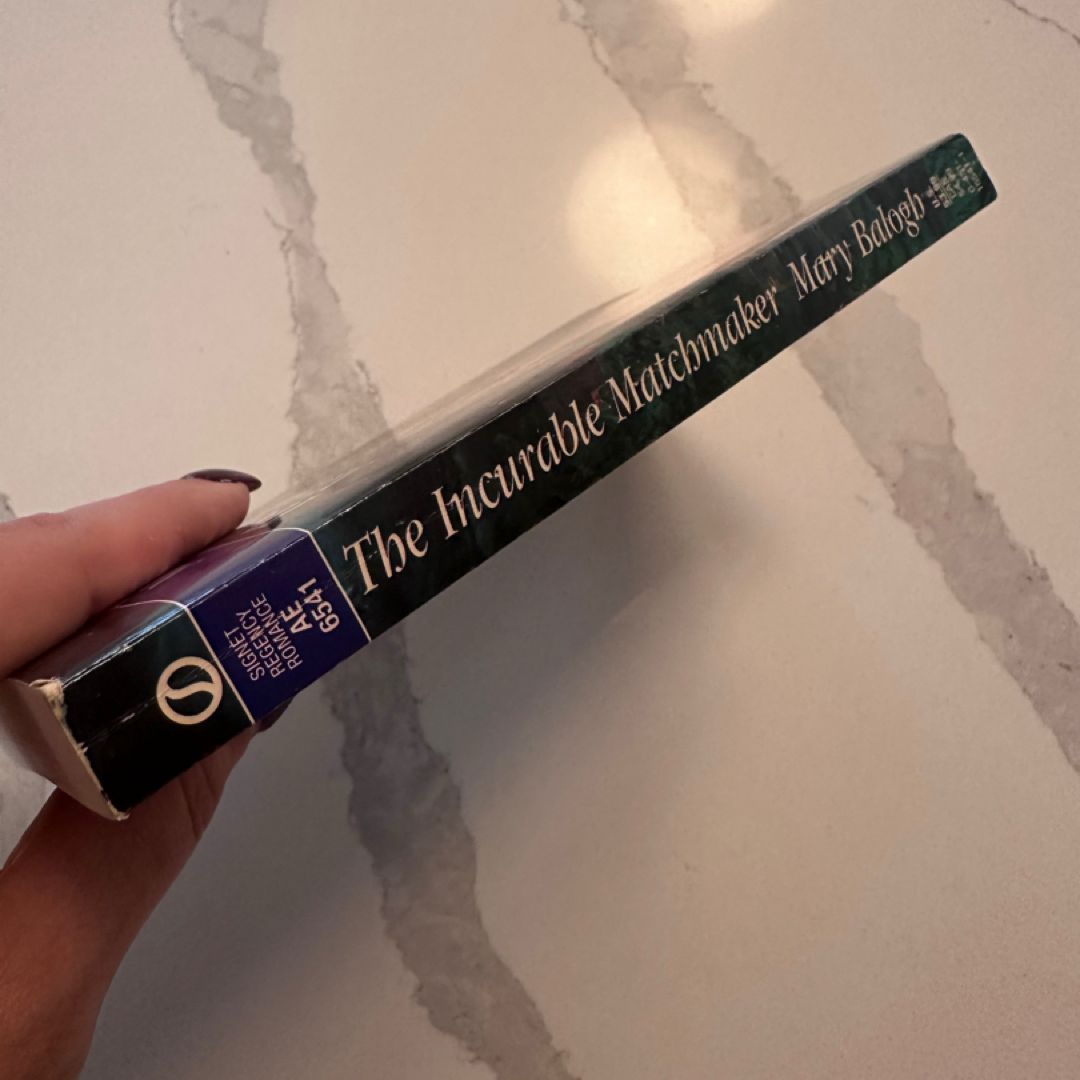 SIGNET
REGENCY
ROMANCE
AE
6541
The Incurable Matchmaker Mary Balogh